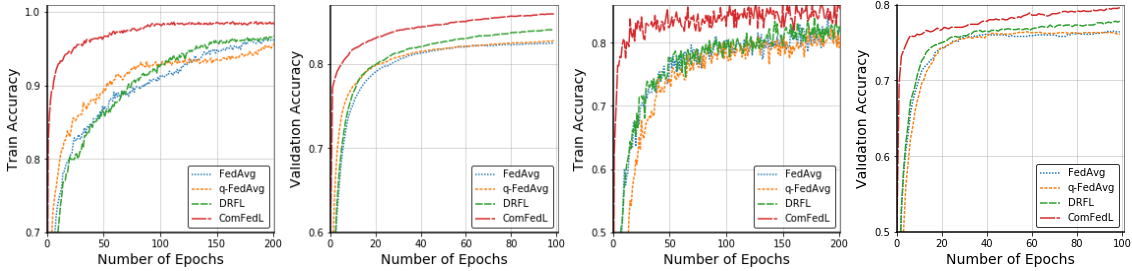 Train Accuracy
1.0
0.9
0.8
0.7
0
50
100
150
200
Number of Epochs
FedAvg
q-FedAvg
DRFL
ComFedL
Validation Accuracy
0.8
0.7
0.6
0
20
40
60
80
100
Number of Epochs
FedAvg
q-FedAvg
DRFL
ComFedL
Train Accuracy
0.8
0.7
0.6
0.5
0
50
100
150
200
Number of Epochs
FedAvg
q-FedAvg
DRFL
ComFedL
Validation Accuracy
0.8
0.7
0.6
0.5
0
20
40
60
80
100
Number of Epochs
FedAvg
q-FedAvg
DRFL
ComFedL